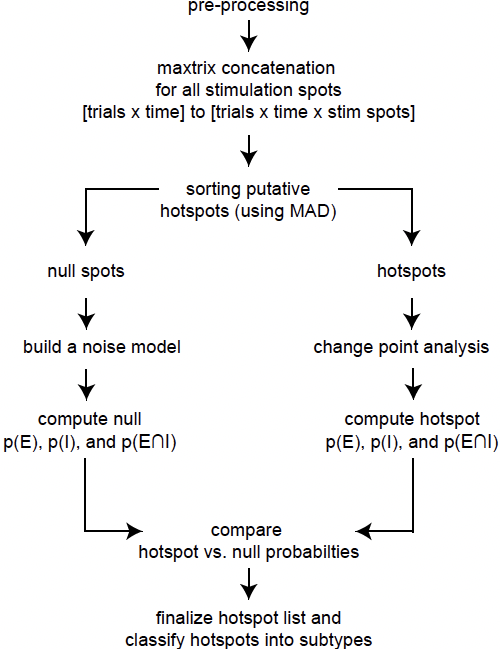 pre-processing
maxtrix concatenation
for all stimulation spots
[trials x time] to [trials x time x stim spots]
sorting putative
hotspots (using MAD)
null spots
hotspots
build a noise model
change point analysis
compute null
p(E), p(I), and p(E∩I)
compute hotspot
p(E), p(I), and p(E∩I)
compare
hotspot vs. null probabilties
finalize hotspot list and
classify hotspots into subtypes